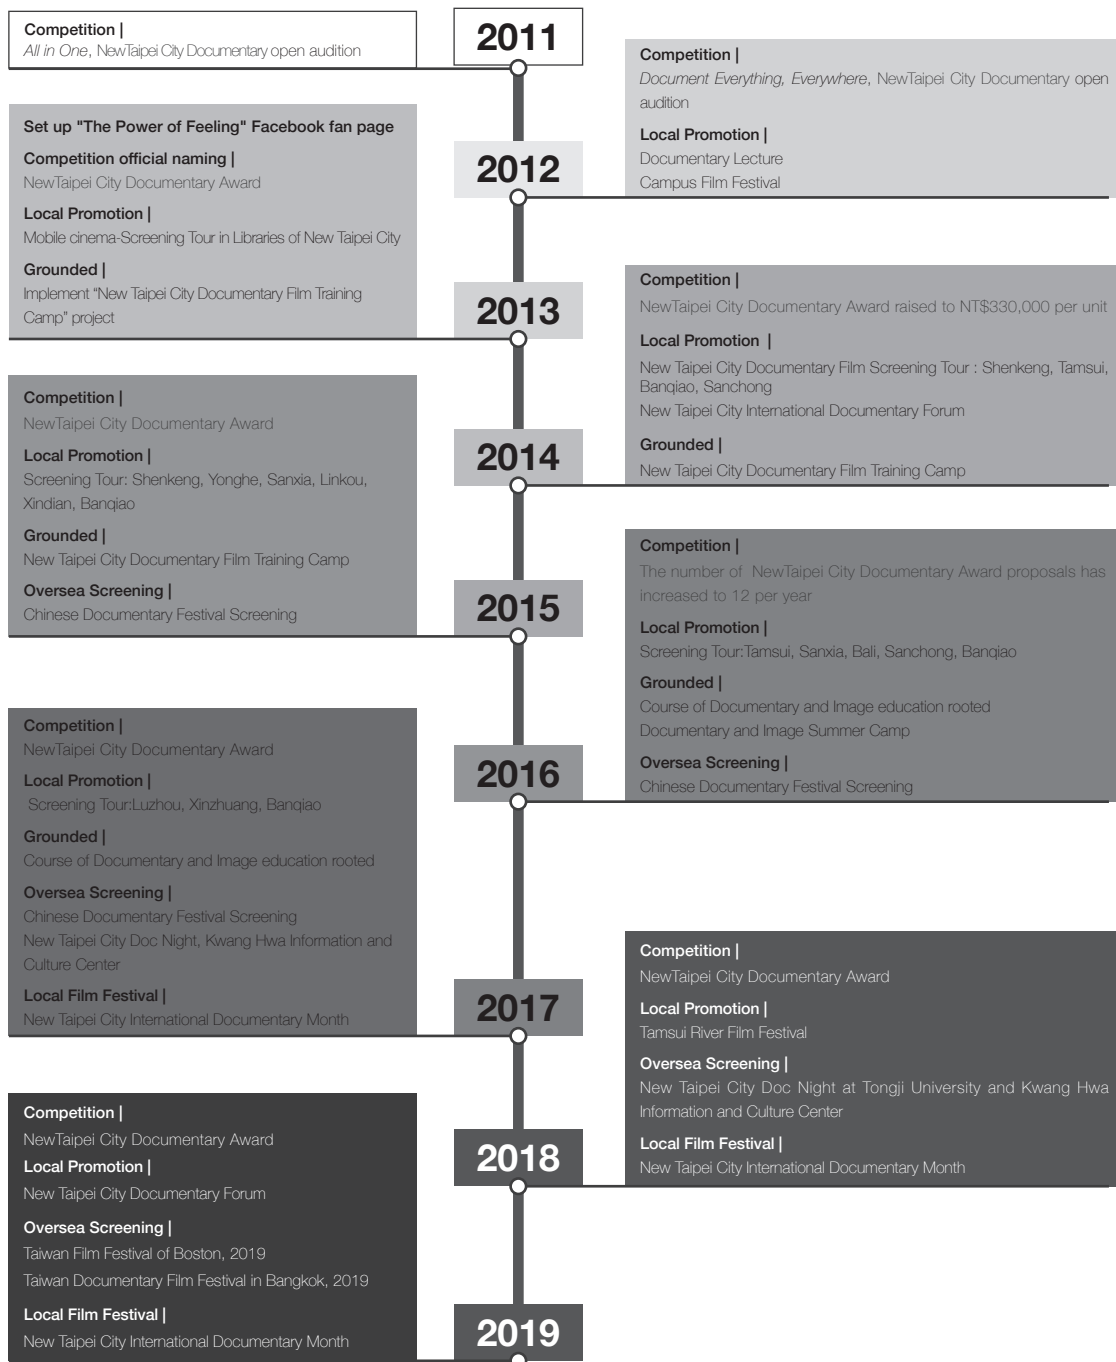 2011
Competition |
All in One, NewTaipei City Documentary open audition
2012
Competition |
Document Everything, Everywhere, NewTaipei City Documentary open
audition
Local Promotion |
Documentary Lecture
Campus Film Festival
2013
Set up "The Power of Feeling" Facebook fan page
Competition official naming |
NewTaipei City Documentary Award
Local Promotion |
Mobile cinema-Screening Tour in Libraries of New Taipei City
Grounded |
Implement “New Taipei City Documentary Film Training
Camp” project
2014
Competition |
NewTaipei City Documentary Award raised to NT$330,000 per unit
Local Promotion |
New Taipei City Documentary Film Screening Tour : Shenkeng, Tamsui,
Banqiao, Sanchong
New Taipei City International Documentary Forum
Grounded |
New Taipei City Documentary Film Training Camp
2015
Competition |
NewTaipei City Documentary Award
Local Promotion |
Screening Tour: Shenkeng, Yonghe, Sanxia, Linkou,
Xindian, Banqiao
Grounded |
New Taipei City Documentary Film Training Camp
Oversea Screening |
Chinese Documentary Festival Screening
2016
Competition |
The number of NewTaipei City Documentary Award proposals has
increased to 12 per year
Local Promotion |
Screening Tour:Tamsui, Sanxia, Bali, Sanchong, Banqiao
Grounded |
Course of Documentary and Image education rooted
Documentary and Image Summer Camp
Oversea Screening |
Chinese Documentary Festival Screening
2017
Competition |
NewTaipei City Documentary Award
Local Promotion |
Screening Tour:Luzhou, Xinzhuang, Banqiao
Grounded |
Course of Documentary and Image education rooted
Oversea Screening |
Chinese Documentary Festival Screening
New Taipei City Doc Night, Kwang Hwa Information and
Culture Center
Local Film Festival |
New Taipei City International Documentary Month
2018
Competition |
NewTaipei City Documentary Award
Local Promotion |
Tamsui River Film Festival
Oversea Screening |
New Taipei City Doc Night at Tongji University and Kwang Hwa
Information and Culture Center
Local Film Festival |
New Taipei City International Documentary Month
2019
Competition |
NewTaipei City Documentary Award
Local Promotion |
New Taipei City Documentary Forum
Oversea Screening |
Taiwan Film Festival of Boston, 2019
Taiwan Documentary Film Festival in Bangkok, 2019
Local Film Festival |
New Taipei City International Documentary Month